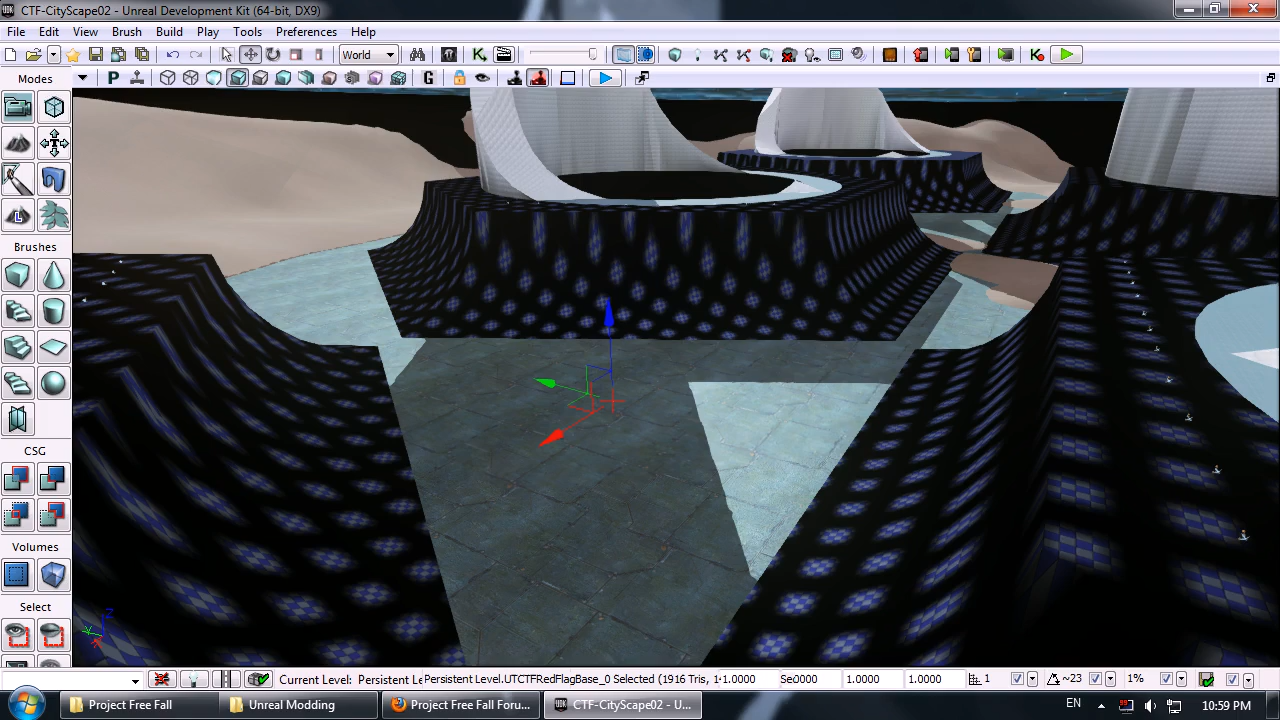 CTF-CityScape02 - Unreal Development Kit (64-bit, DX9)
File Edit View Brush Build Play Tools Preferences Help
World
Modes
Brushes
CSG
Volumes
Select
Current Level: Persistent Le Persistent Level.UTCTFRedFlagBase_0 Selected (1916 Tris, 1.0000 1.0000 1.0000 1 ~23 1%
Project Free Fall Unreal Modding Project Free Fall Foru... CTF-CityScape02 - U... EN 10:59 PM